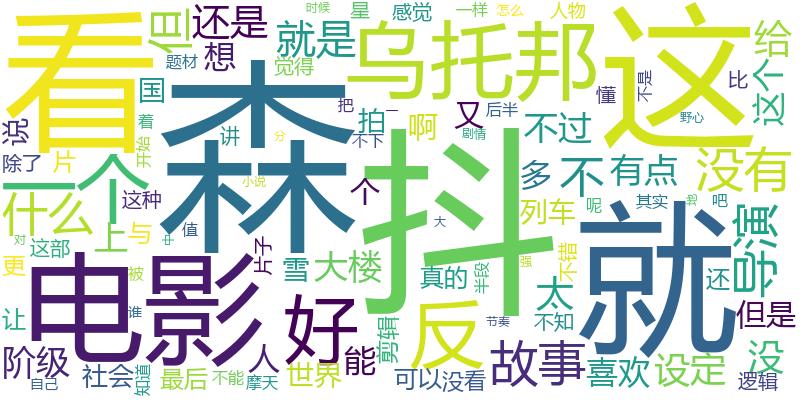 看
森
抖
这
就
电影
乌托邦
一个
好
反
导演
故事
不
没有
什么
但
还是
就是
想
时候
星
感觉
一样
怎么
人物
题材
觉得
国
说
除了
片
开始
着
讲
分
拍
把
一
不下
啊
又
后半
剧情
不过
懂
不是
比
野心
给
这个
多
有点
小说
这种
个
与
上
值
中
列车
其实
呢
吧
更
对
这部
被
片子
雪
大楼
真的
大
半段
强
不错
还
让
谁
人
能
剪辑
节奏
太
不知
但是
没
阶级
社会
知道
最后
不能
摩天
世界
自己
可以
没看
喜欢
设定
逻辑